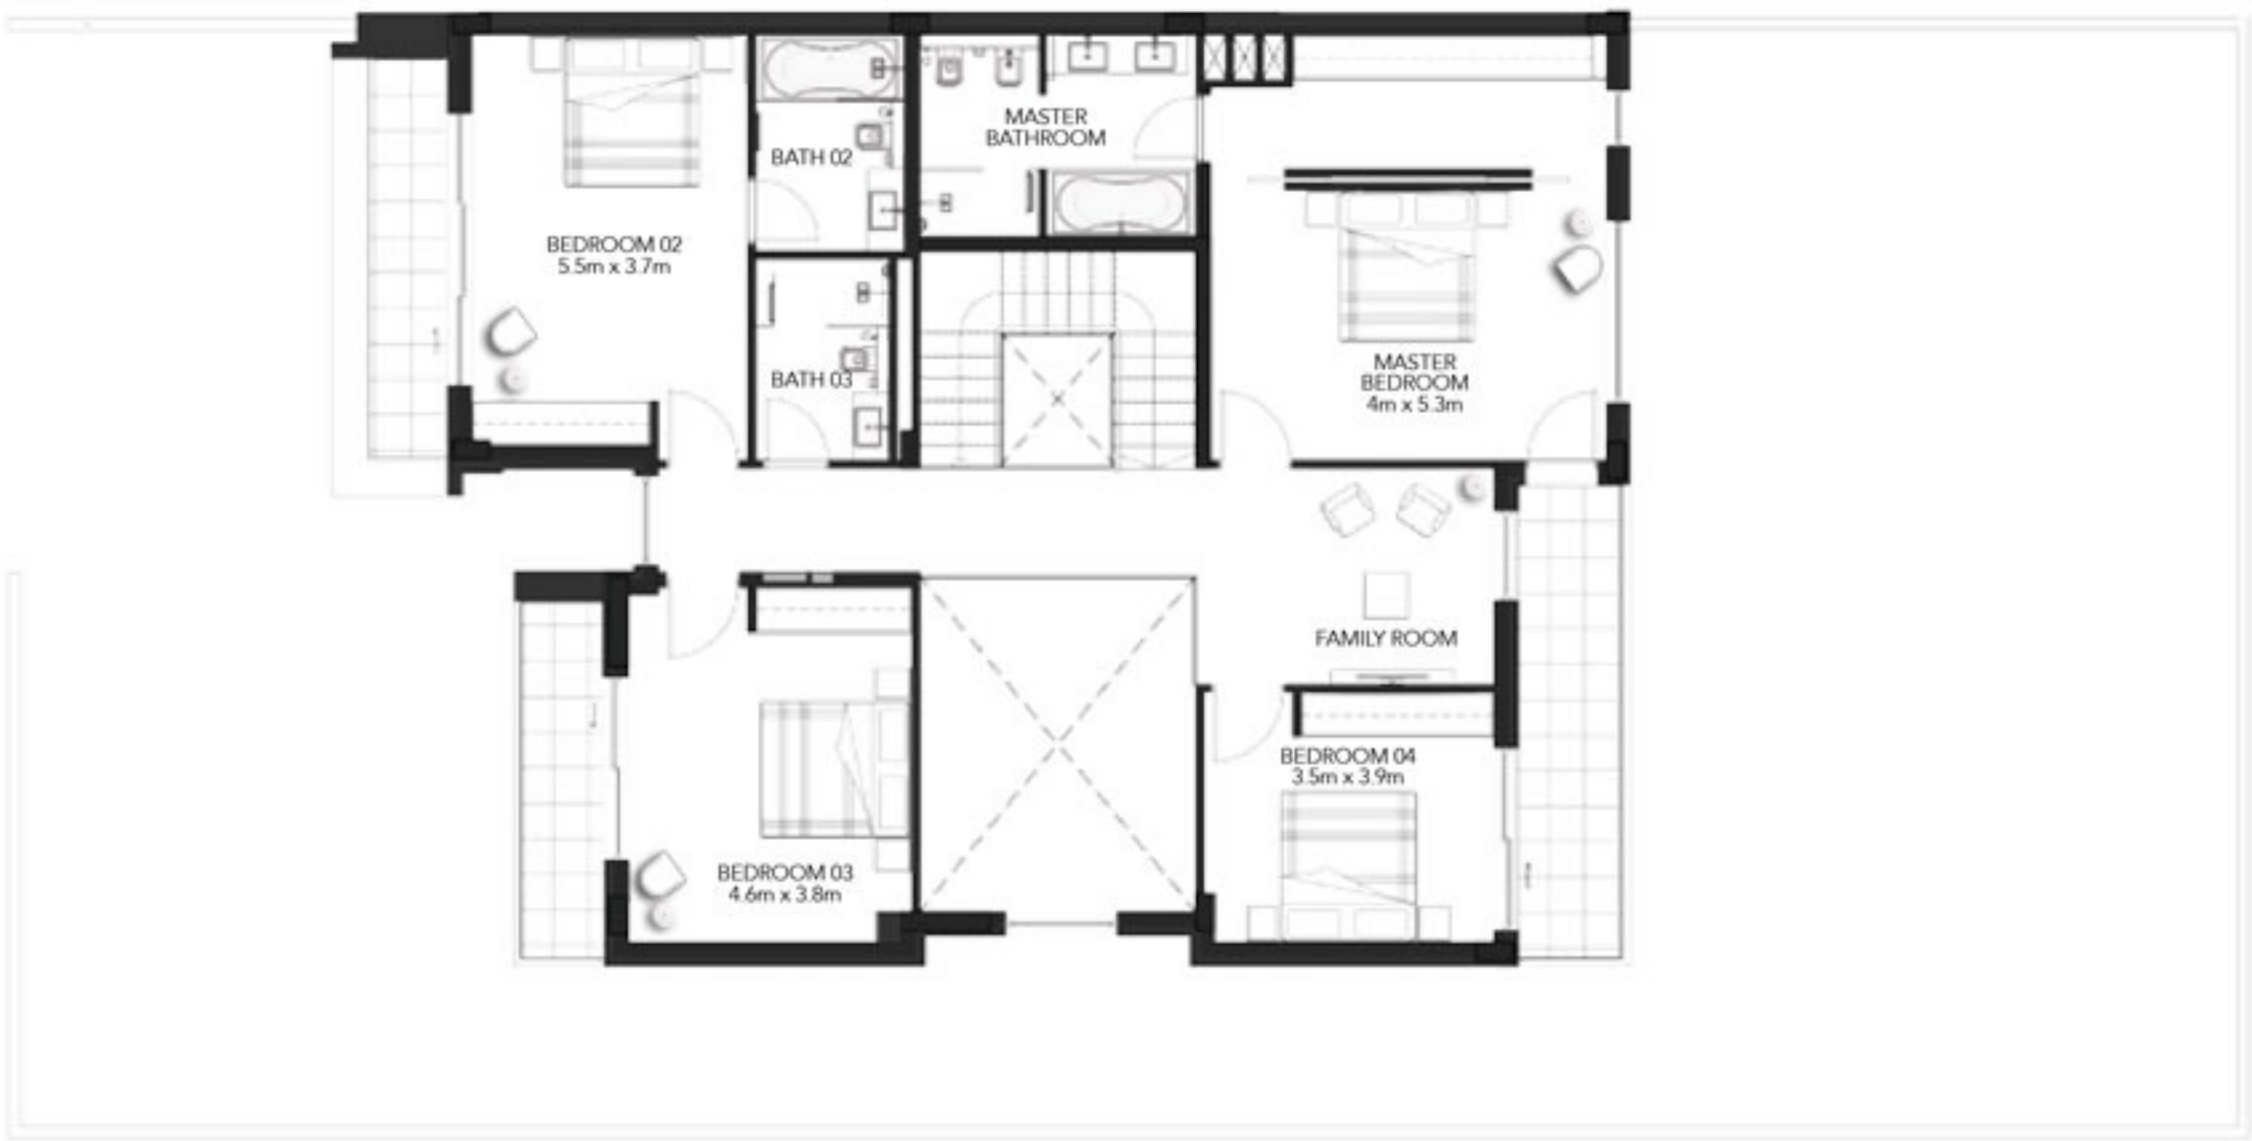 MASTER
BATHROOM
BATH 02
BEDROOM 02
5.5m x 3.7m
BATH 03
MASTER
BEDROOM
4m x 5.3m
FAMILY ROOM
BEDROOM 04
3.5m x 3.9m
BEDROOM 03
4.6m x 3.8m